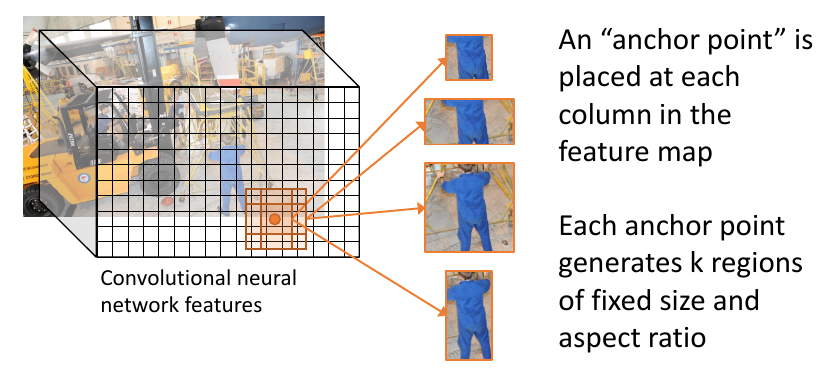 An “anchor point” is
placed at each
column in the
feature map
Each anchor point
generates k regions
of fixed size and
aspect ratio
Convolutional neural
network features